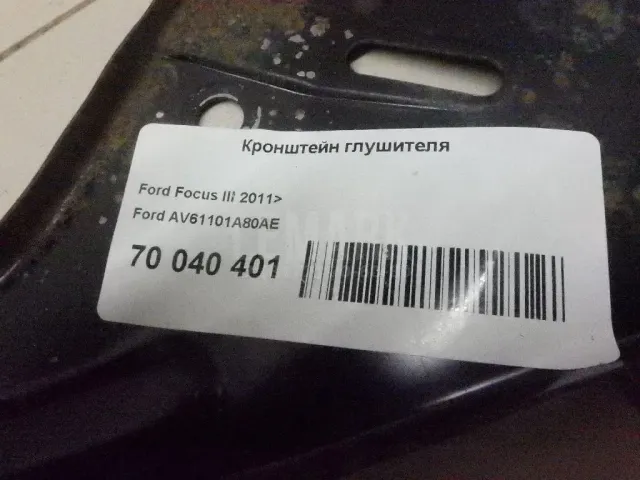 Кронштейн глушителя
Ford Focus III 2011>
Ford AV61101A80AE
70 040 401